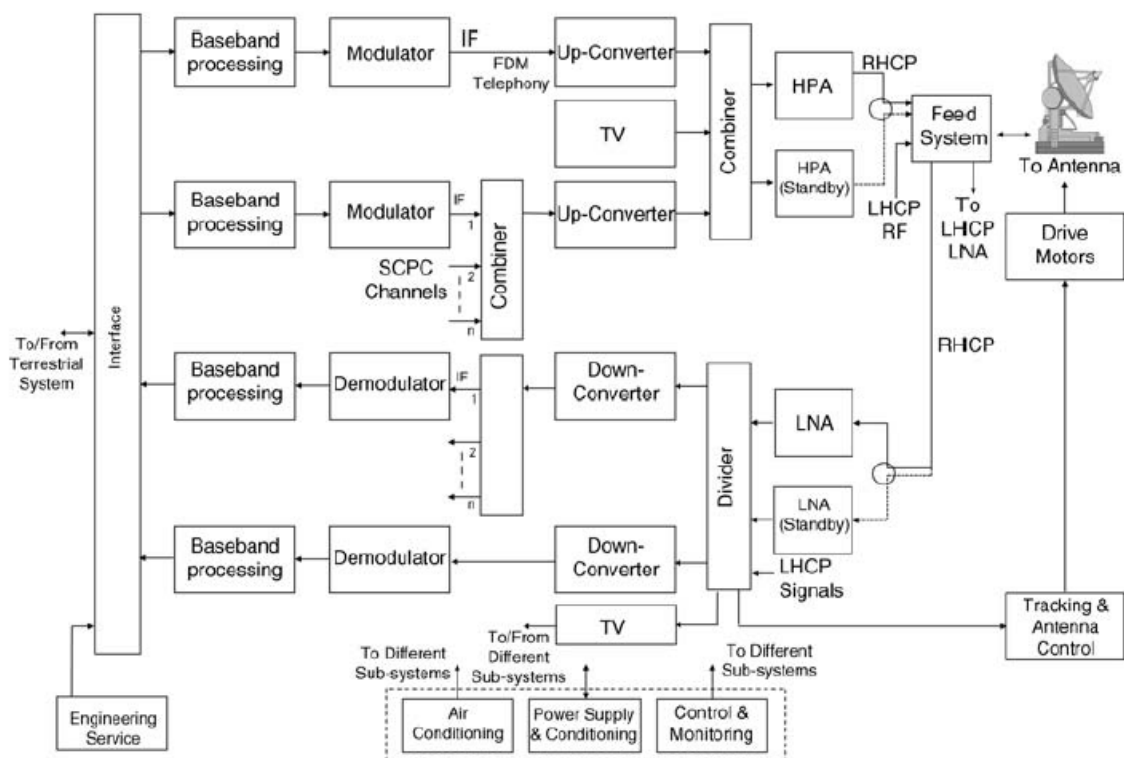 Baseband
processing
Modulator
IF
FDM
Telephony
Up-Converter
Combiner
HPA
RHCP
Feed
System
To Antenna
TV
HPA
(Standby)
LHCP
RF
To
LHCP
LNA
Drive
Motors
Baseband
processing
Modulator
IF
1
Combiner
Up-Converter
SCPC
Channels
2
n
Interface
To/From
Terrestrial
System
RHCP
Baseband
processing
Demodulator
IF
1
2
n
Down-
Converter
Divider
LNA
LNA
(Standby)
Baseband
processing
Demodulator
Down-
Converter
LHCP
Signals
TV
Tracking &
Antenna
Control
To Different
Sub-systems
To/From
Different
Sub-systems
To Different
Sub-systems
Engineering
Service
Air
Conditioning
Power Supply
& Conditioning
Control &
Monitoring